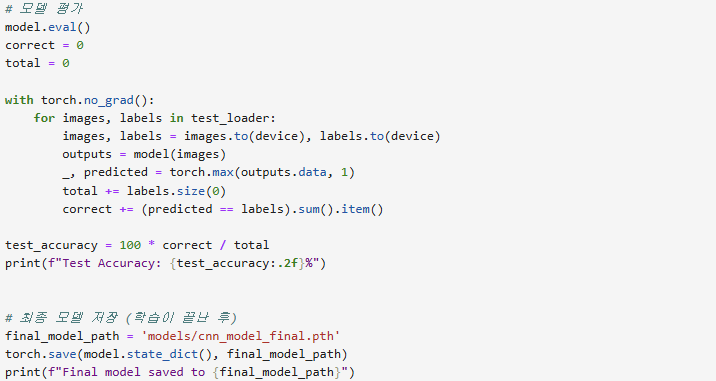 # 모델 평가
model.eval()
correct = 0
total = 0
with torch.no_grad():
    for images, labels in test_loader:
        images, labels = images.to(device), labels.to(device)
        outputs = model(images)
        _, predicted = torch.max(outputs.data, 1)
        total += labels.size(0)
        correct += (predicted == labels).sum().item()
test_accuracy = 100 * correct / total
print(f"Test Accuracy: {test_accuracy:.2f}%")
# 최종 모델 저장 (학습이 끝난 후)
final_model_path = 'models/cnn_model_final.pth'
torch.save(model.state_dict(), final_model_path)
print(f"Final model saved to {final_model_path}")